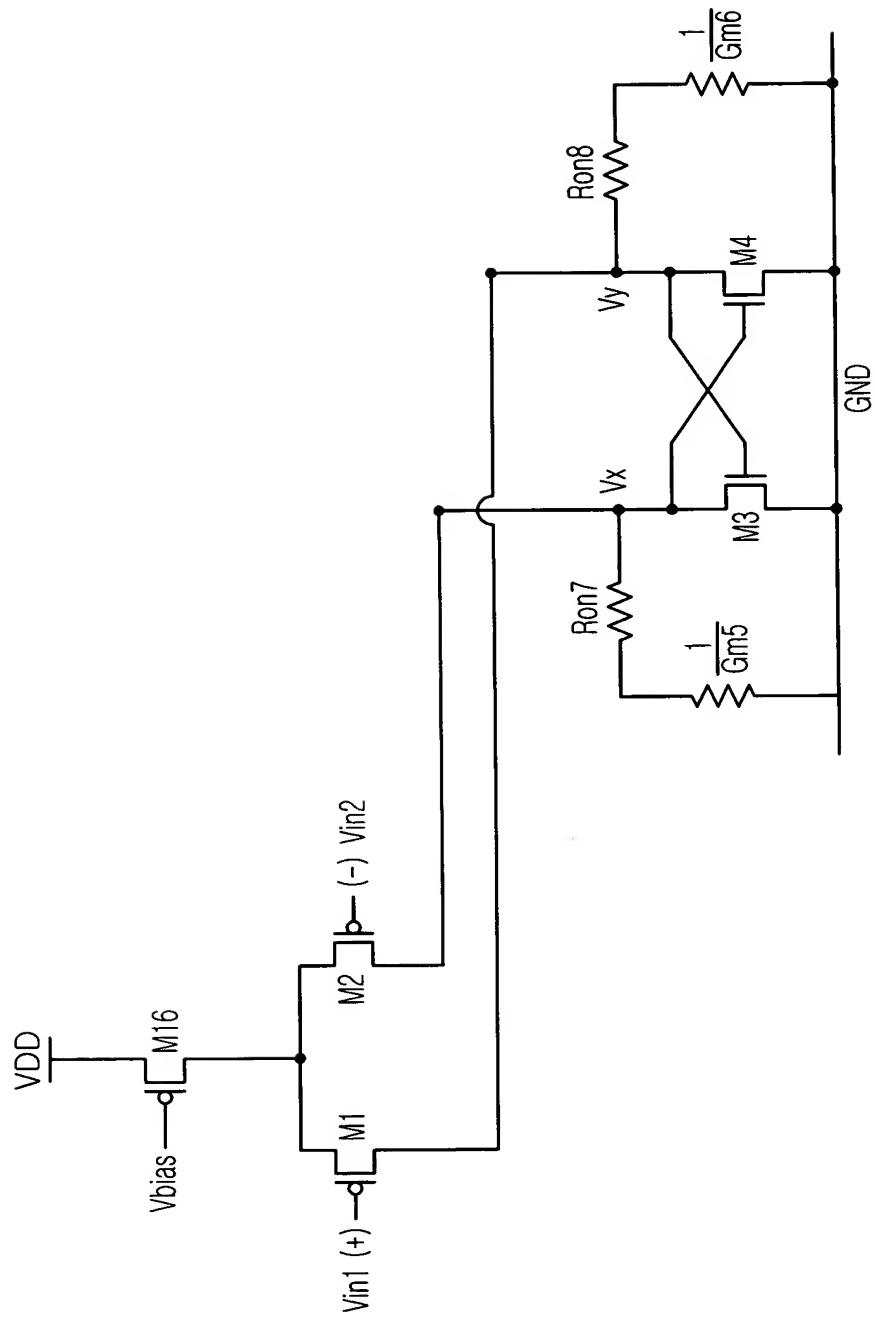 VDD
Vbias
M16
Vin1 (+)
M1
M2
(-) Vin2
Vx
Vy
Ron7
Ron8
1
Gm5
1
Gm6
M3
M4
GND